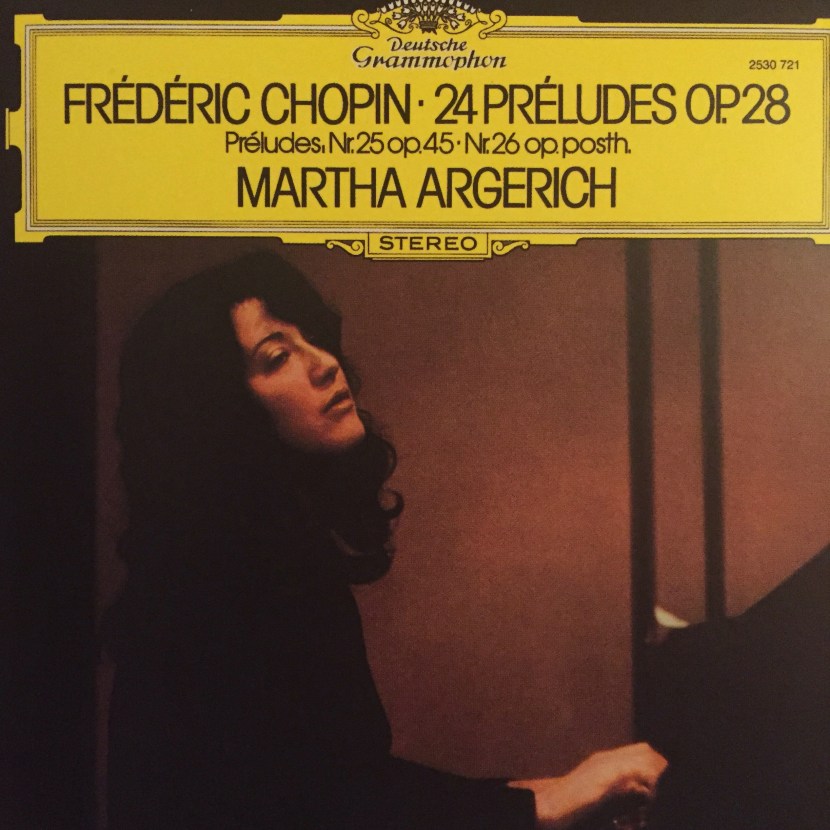 Deutsche
Grammophon
2530 721
FRÉDÉRIC CHOPIN · 24 PRÉLUDES OP. 28
Préludes, Nr. 25 op. 45 · Nr. 26 op. posth.
MARTHA ARGERICH
STEREO